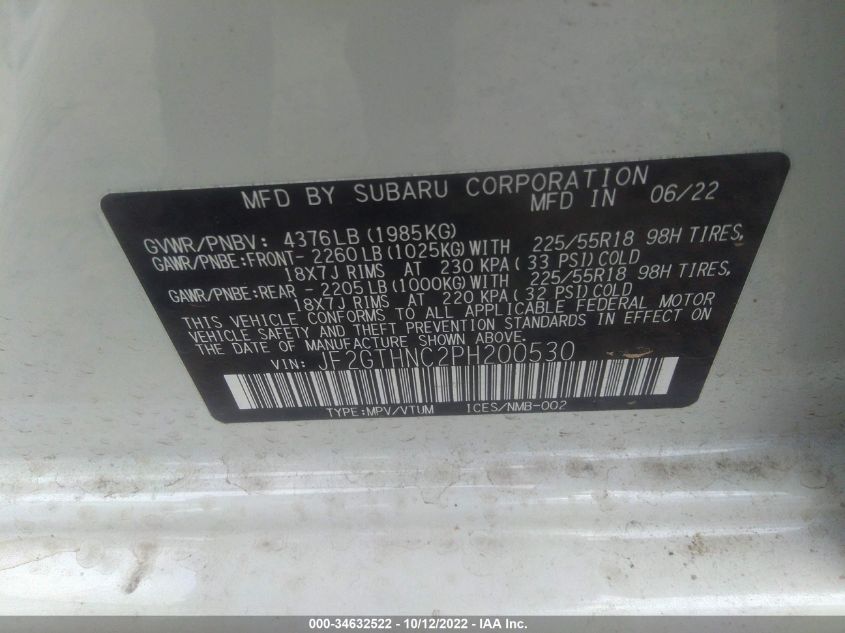 MFD BY SUBARU CORPORATION
MFD IN 06/22
GVWR/PNBV: 4376LB (1985KG)
GAWR/PNBE:FRONT- 2260LB (1025KG) WITH 225/55R18 98H TIRES,
18X7J RIMS AT 230 KPA( 33 PSI) COLD
GAWR/PNBE:REAR - 2205LB (1000KG) WITH 225/55R18 98H TIRES,
18X7J RIMS AT 220 KPA( 32 PSI) COLD
THIS VEHICLE CONFORMS TO ALL APPLICABLE FEDERAL MOTOR
VEHICLE SAFETY AND THEFT PREVENTION STANDARDS IN EFFECT ON
THE DATE OF MANUFACTURE SHOWN ABOVE.
VIN: JF2GTHNC2PH200530
TYPE:MPV/VTUM ICES/NMB-002
000-34632522 - 10/12/2022 - IAA Inc.